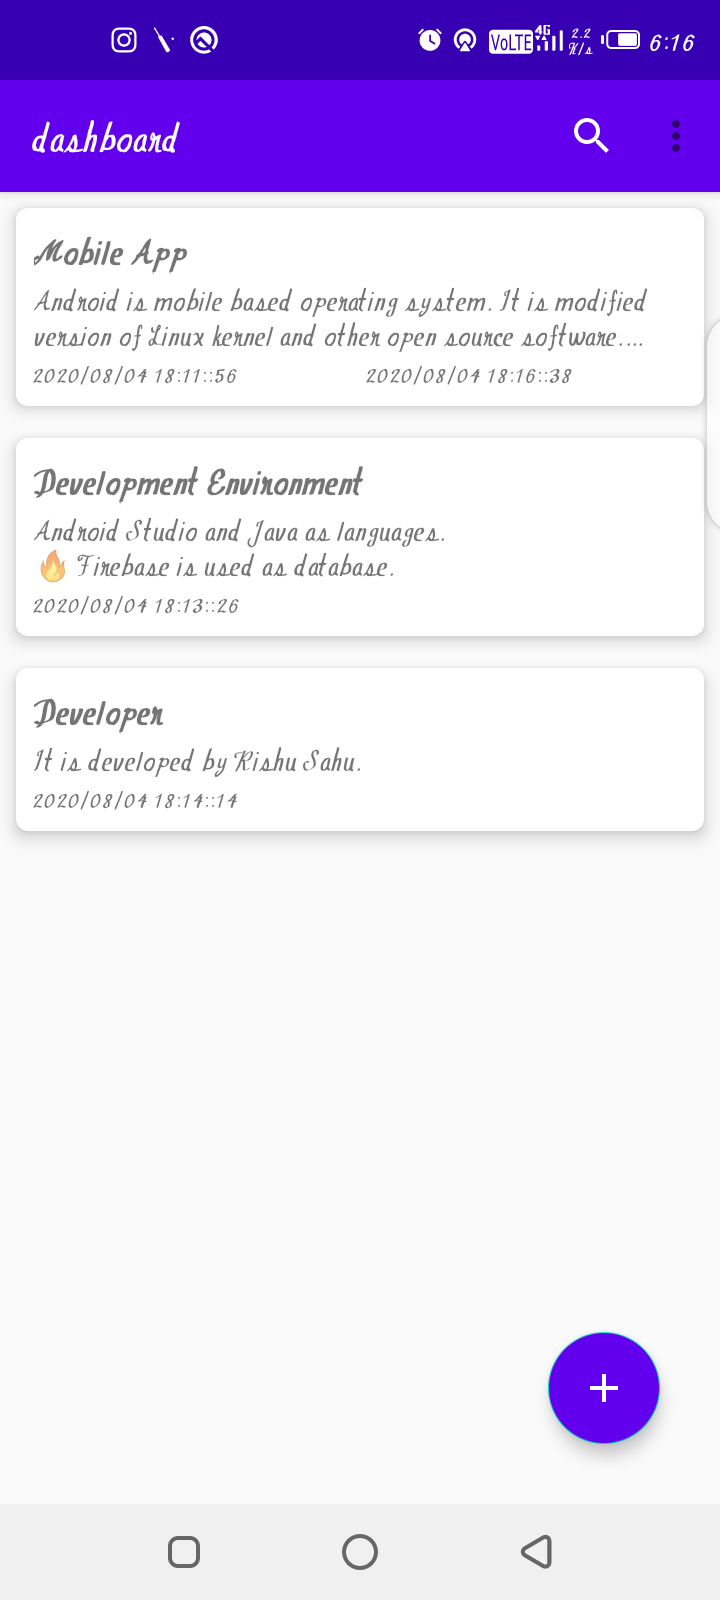 VoLTE 4G 2.2 K/s 6:16
dashboard
Mobile App
Android is mobile based operating system. It is modified
version of Linux kernel and other open source software....
2020/08/04 18:11::56 2020/08/04 18:16::38
Development Environment
Android Studio and Java as languages.
🔥 Firebase is used as database.
2020/08/04 18:13::26
Developer
It is developed by Rishu Sahu.
2020/08/04 18:14::14